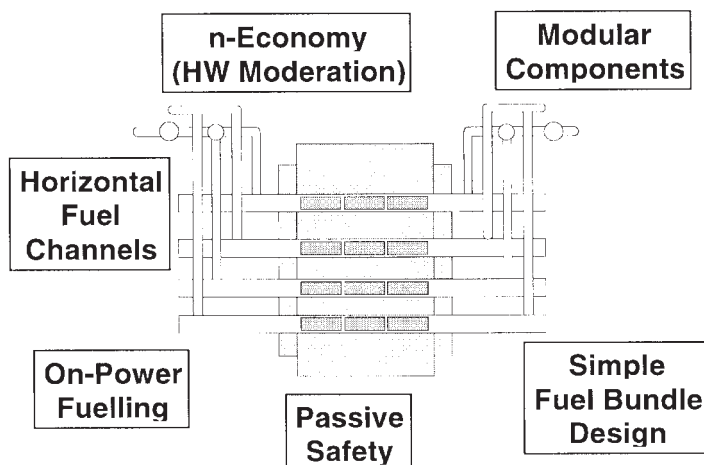 n-Economy
(HW Moderation)
Modular
Components
Horizontal
Fuel
Channels
On-Power
Fuelling
Passive
Safety
Simple
Fuel Bundle
Design